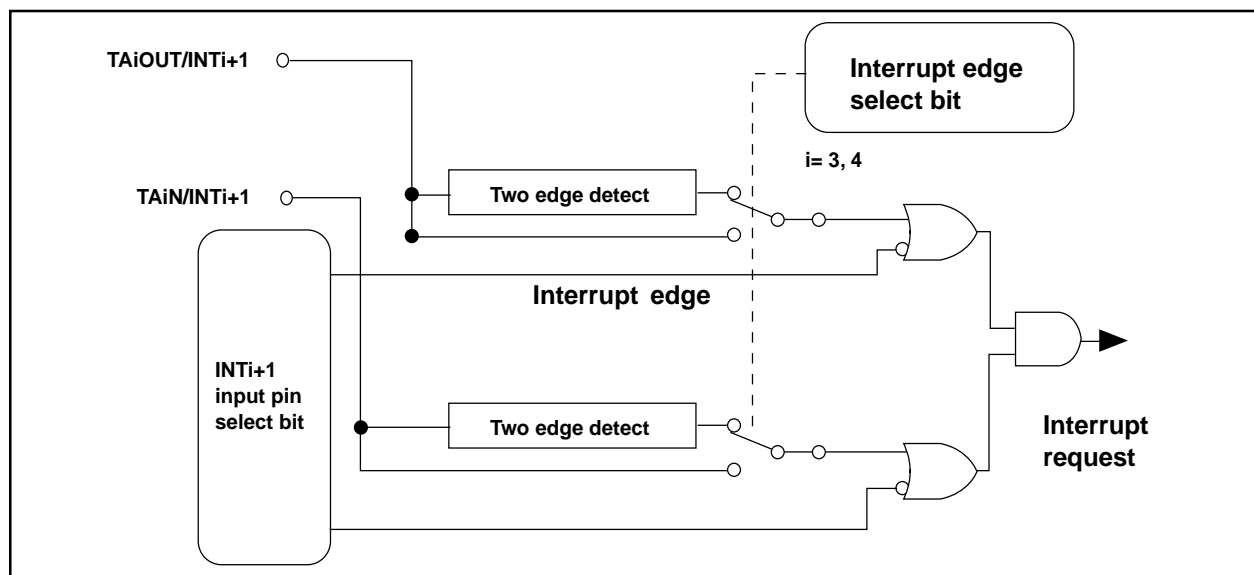 TAiOUT/INTi+1
Interrupt edge
select bit
i= 3, 4
TAiN/INTi+1
Two edge detect
Interrupt edge
INTi+1
input pin
select bit
Two edge detect
Interrupt
request